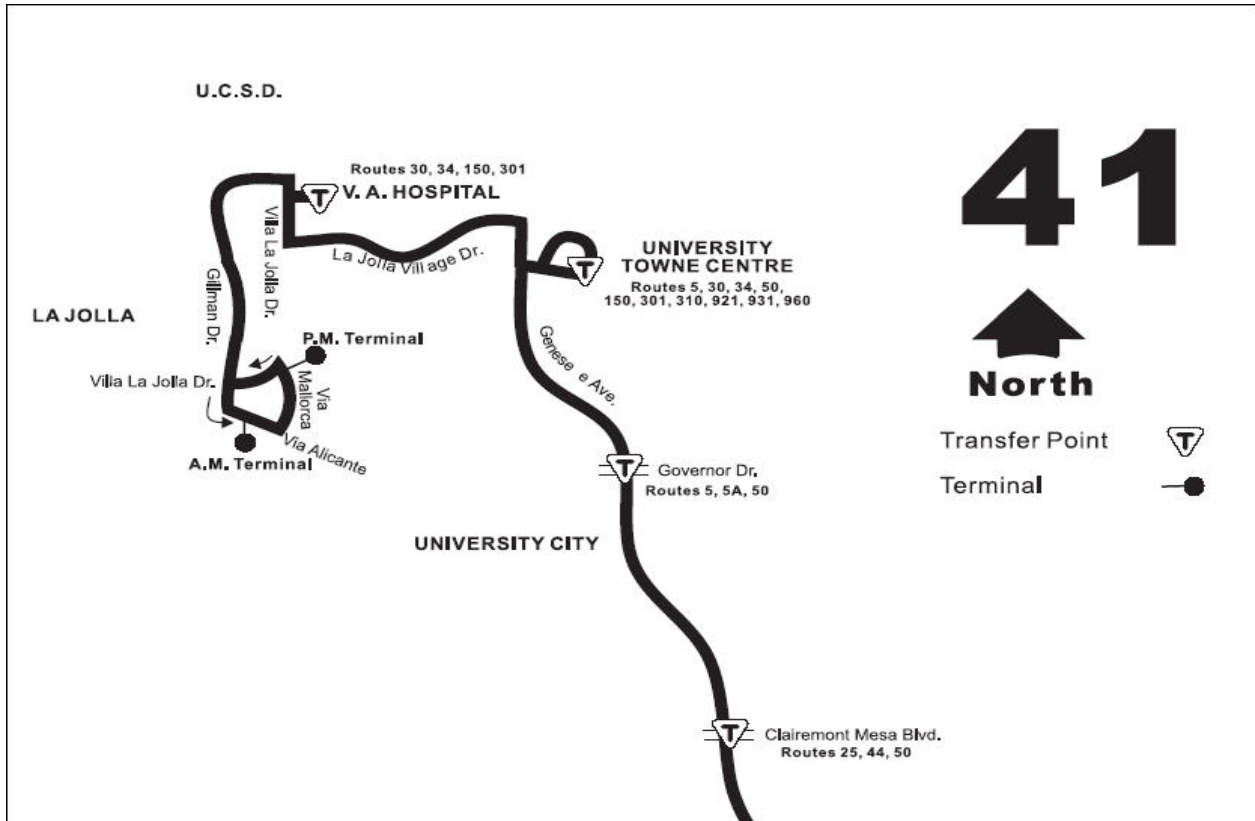 U.C.S.D.
41
Routes 30, 34, 150, 301
T
V. A. HOSPITAL
Villa La Jolla Dr.
La Jolla Village Dr.
UNIVERSITY
TOWNE CENTRE
T
Routes 5, 30, 34, 50,
150, 301, 310, 921, 931, 960
Gillman Dr.
LA JOLLA
P.M. Terminal
Genese e Ave.
Villa La Jolla Dr.
Via
Mallorca
Via Alicante
A.M. Terminal
North
Transfer Point
T
Terminal
T
Governor Dr.
Routes 5, 5A, 50
UNIVERSITY CITY
T
Clairemont Mesa Blvd.
Routes 25, 44, 50